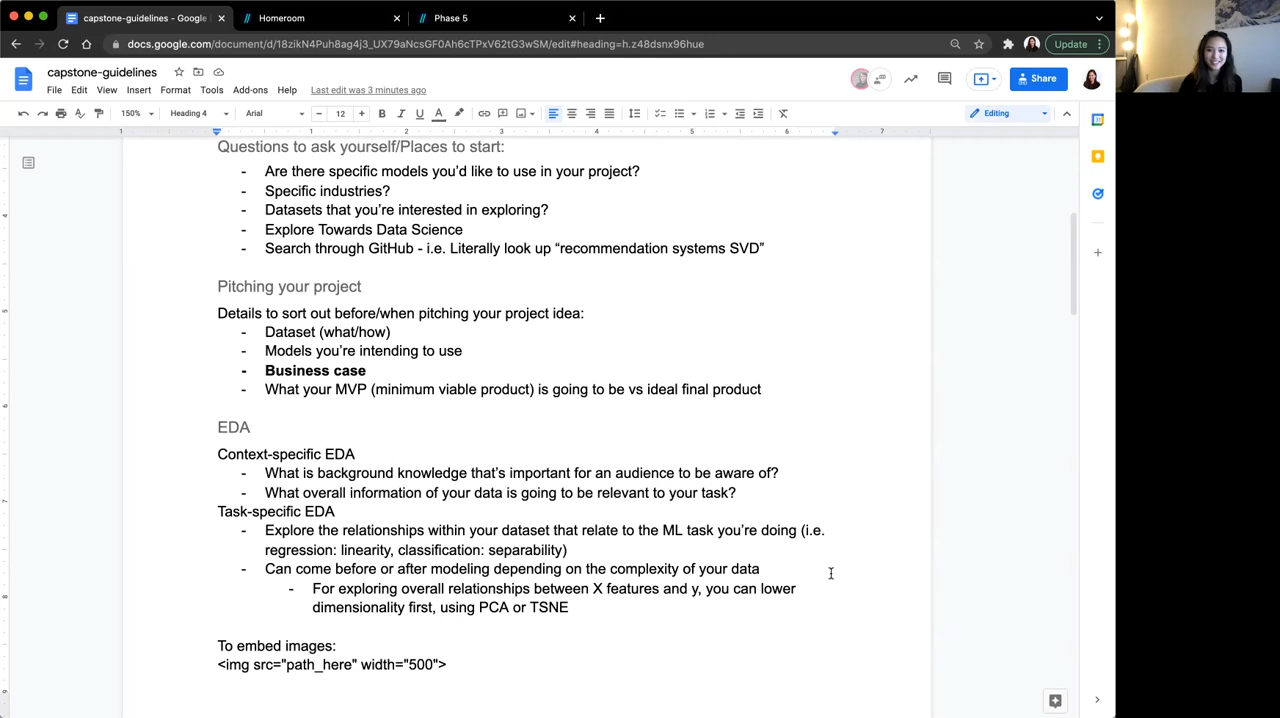 capstone-guidelines - Google
Homeroom
Phase 5
docs.google.com/document/d/18zikN4Puh8ag4j3_UX79aNcsGF0Ah6cTPxV62tG3wSM/edit#heading=h.z48dsnx96hue
Update
capstone-guidelines
File Edit View Insert Format Tools Add-ons Help Last edit was 3 minutes ago
Share
150% Heading 4 Arial 12 Editing
1 1 2 3 4 5 6 7
Questions to ask yourself/Places to start:
- Are there specific models you'd like to use in your project?
- Specific industries?
- Datasets that you're interested in exploring?
- Explore Towards Data Science
- Search through GitHub - i.e. Literally look up “recommendation systems SVD”
Pitching your project
Details to sort out before/when pitching your project idea:
- Dataset (what/how)
- Models you're intending to use
- Business case
- What your MVP (minimum viable product) is going to be vs ideal final product
EDA
Context-specific EDA
- What is background knowledge that's important for an audience to be aware of?
- What overall information of your data is going to be relevant to your task?
Task-specific EDA
- Explore the relationships within your dataset that relate to the ML task you're doing (i.e.
regression: linearity, classification: separability)
- Can come before or after modeling depending on the complexity of your data
- For exploring overall relationships between X features and y, you can lower
dimensionality first, using PCA or TSNE
To embed images:
<img src="path_here" width="500">